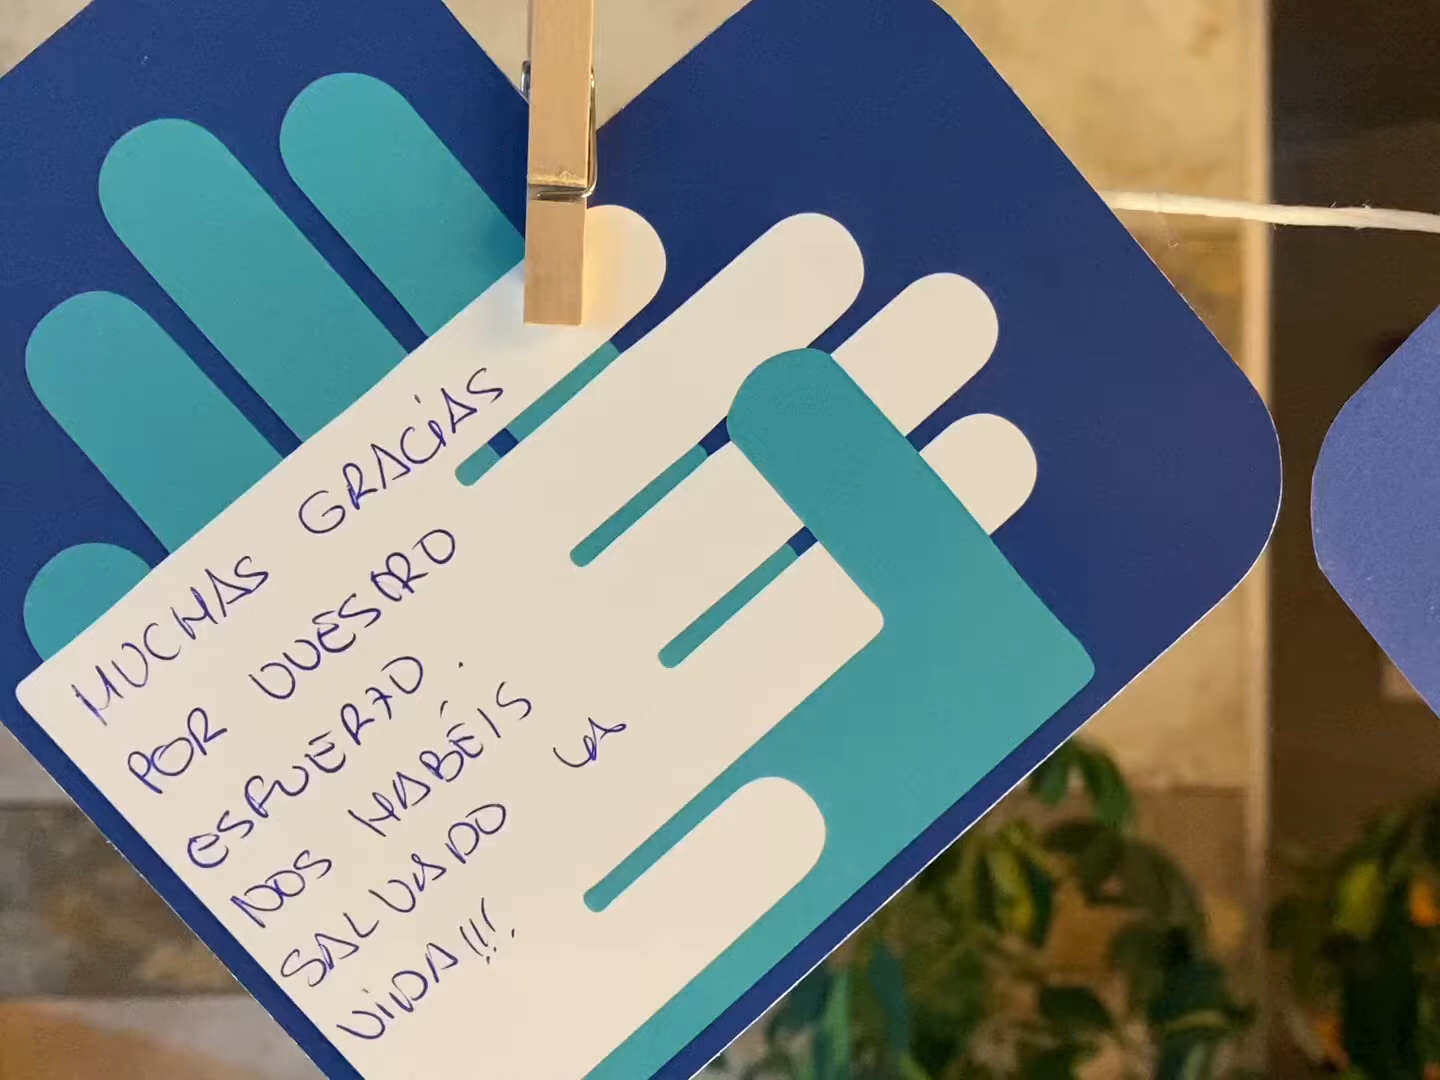 MUCHAS GRACIAS
POR VUESTRO
ESFUERZO.
NOS HABÉIS
SALVADO LA
VIDA!!!